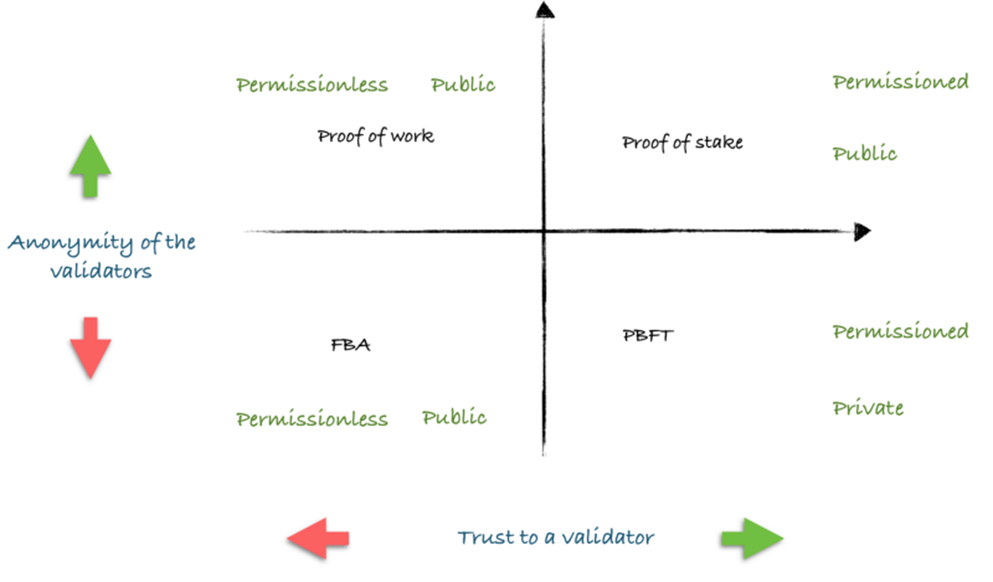 Permissionless Public
Permissioned
Proof of work
Proof of stake
Public
Anonymity of the
validators
FBA
PBFT
Permissioned
Permissionless Public
Private
Trust to a validator